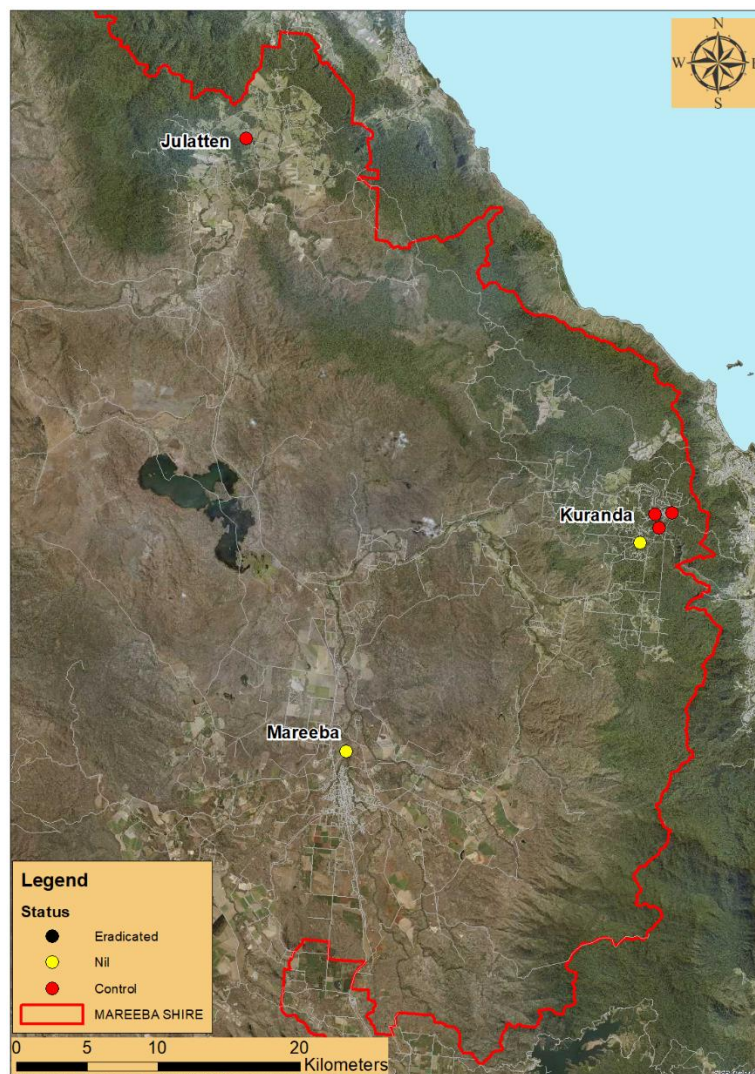 N
W E
S
Julatten
Kuranda
Mareeba
Legend
Status
Eradicated
Nil
Control
MAREEBA SHIRE
0 5 10 20
Kilometers